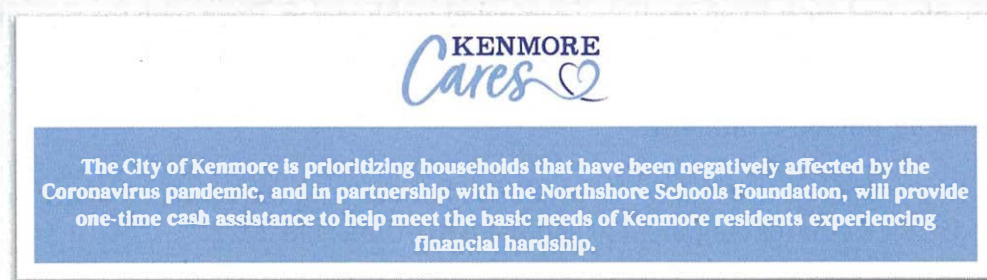 KENMORE
Cares
The City of Kenmore is prioritizing households that have been negatively affected by the
Coronavirus pandemic, and in partnership with the Northshore Schools Foundation, will provide
one-time cash assistance to help meet the basic needs of Kenmore residents experiencing
financial hardship.